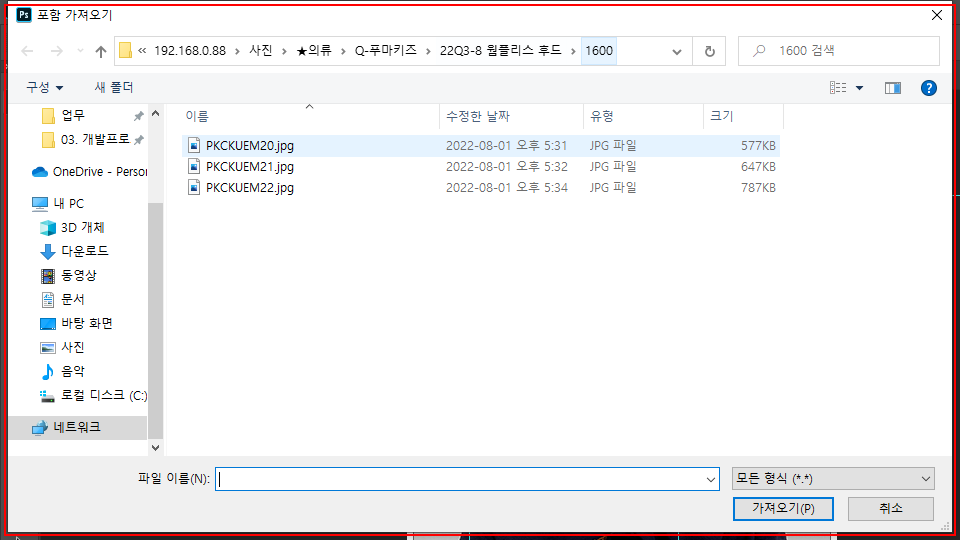 Ps 포함 가져오기
« 192.168.0.88 › 사진 › ★의류 › Q-푸마키즈 › 22Q3-8 웜플리스 후드 › 1600
1600 검색
구성 새 폴더
이름 수정한 날짜 유형 크기
업무
03. 개발프로
OneDrive - Person
내 PC
3D 개체
다운로드
동영상
문서
바탕 화면
사진
음악
로컬 디스크 (C:)
네트워크
PKCKUEM20.jpg 2022-08-01 오후 5:31 JPG 파일 577KB
PKCKUEM21.jpg 2022-08-01 오후 5:32 JPG 파일 647KB
PKCKUEM22.jpg 2022-08-01 오후 5:34 JPG 파일 787KB
파일 이름(N):
모든 형식 (*.*)
가져오기(P) 취소